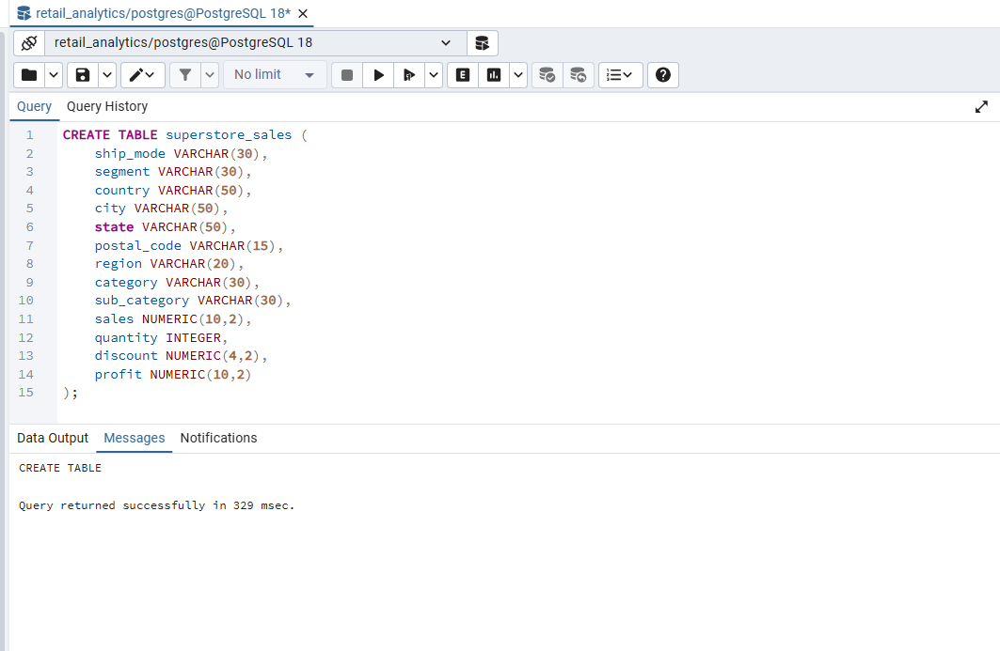 retail_analytics/postgres@PostgreSQL 18*
retail_analytics/postgres@PostgreSQL 18
No limit
E
Query Query History
1 CREATE TABLE superstore_sales (
2     ship_mode VARCHAR(30),
3     segment VARCHAR(30),
4     country VARCHAR(50),
5     city VARCHAR(50),
6     state VARCHAR(50),
7     postal_code VARCHAR(15),
8     region VARCHAR(20),
9     category VARCHAR(30),
10     sub_category VARCHAR(30),
11     sales NUMERIC(10,2),
12     quantity INTEGER,
13     discount NUMERIC(4,2),
14     profit NUMERIC(10,2)
15 );
Data Output Messages Notifications
CREATE TABLE
Query returned successfully in 329 msec.